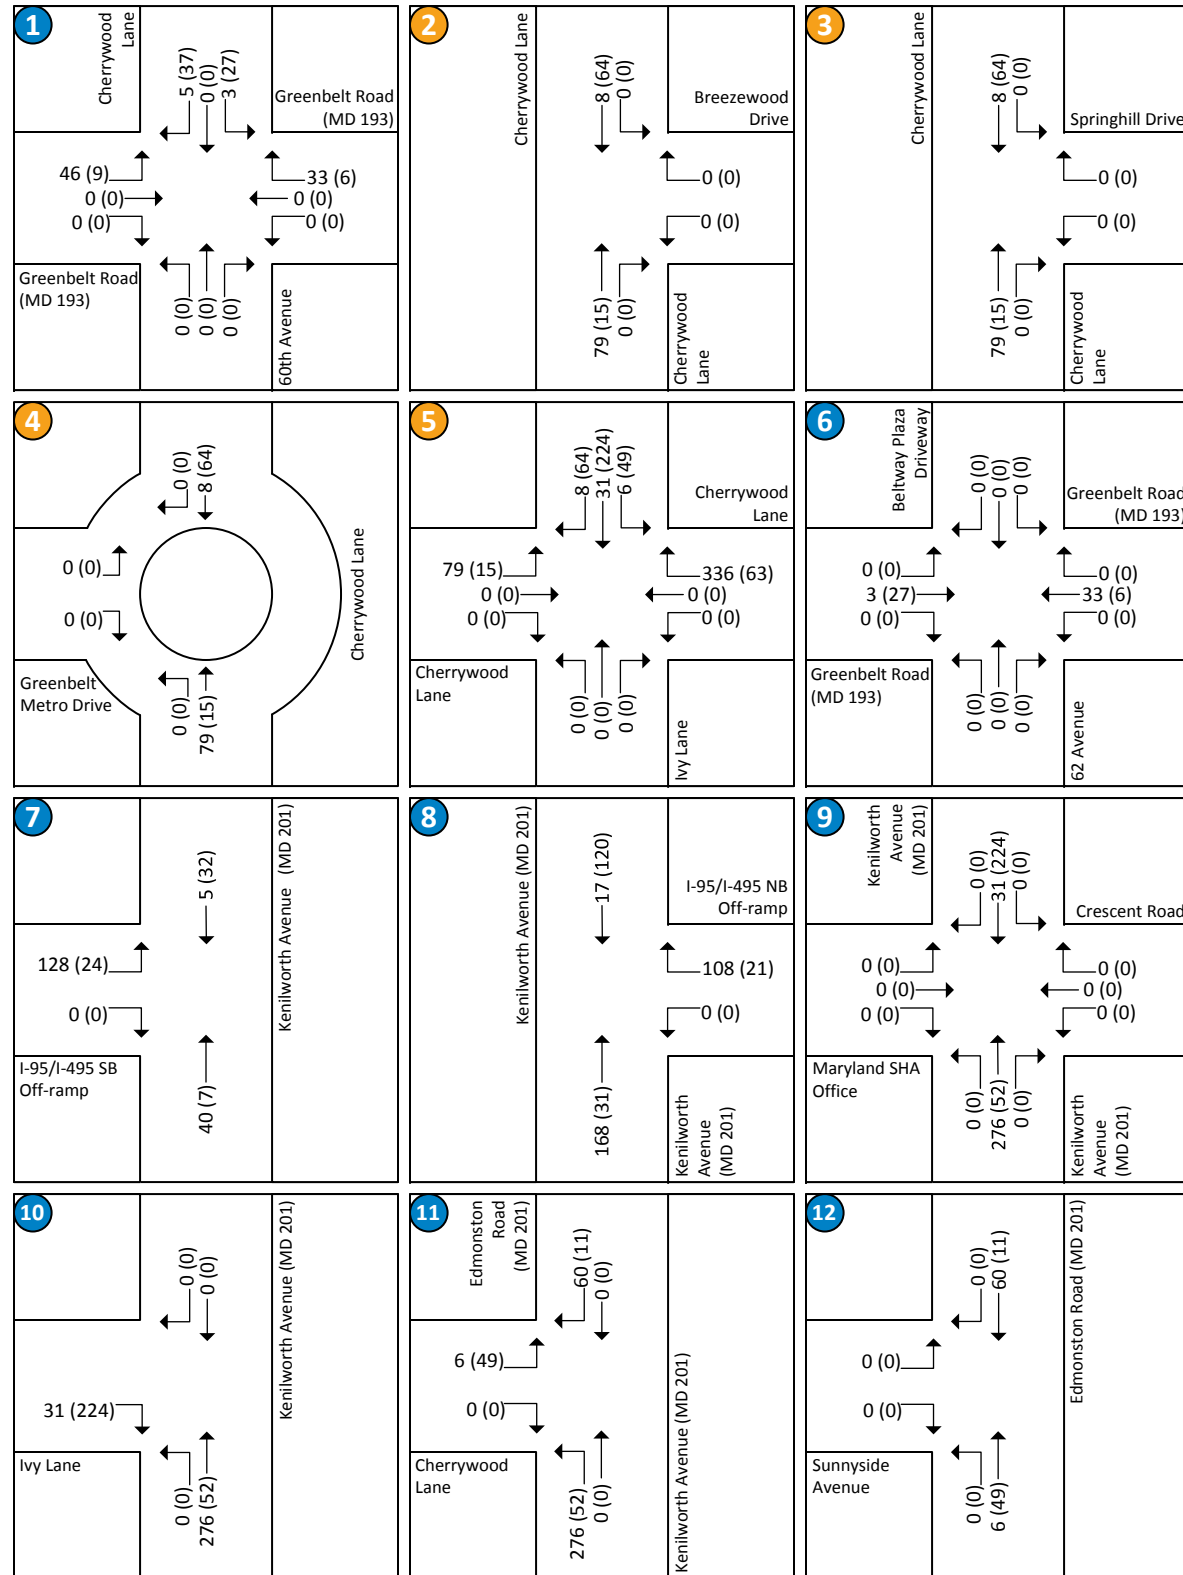 1
Cherrywood
Lane
5 (37)
0 (0)
3 (27)
Greenbelt Road
(MD 193)
46 (9)
0 (0)
0 (0)
33 (6)
0 (0)
0 (0)
Greenbelt Road
(MD 193)
0 (0)
0 (0)
0 (0)
60th Avenue
2
Cherrywood Lane
8 (64)
0 (0)
Breezewood
Drive
0 (0)
0 (0)
79 (15)
0 (0)
Cherrywood
Lane
3
Cherrywood Lane
8 (64)
0 (0)
Springhill Drive
0 (0)
0 (0)
79 (15)
0 (0)
Cherrywood
Lane
4
0 (0)
8 (64)
0 (0)
0 (0)
Cherrywood Lane
Greenbelt
Metro Drive
0 (0)
79 (15)
5
8 (64)
31 (224)
6 (49)
Cherrywood
Lane
79 (15)
0 (0)
0 (0)
336 (63)
0 (0)
0 (0)
Cherrywood
Lane
0 (0)
0 (0)
0 (0)
Ivy Lane
6
Beltway Plaza
Driveway
0 (0)
0 (0)
0 (0)
Greenbelt Road
(MD 193)
0 (0)
3 (27)
0 (0)
0 (0)
33 (6)
0 (0)
Greenbelt Road
(MD 193)
0 (0)
0 (0)
0 (0)
62 Avenue
7
5 (32)
Kenilworth Avenue (MD 201)
128 (24)
0 (0)
I-95/I-495 SB
Off-ramp
40 (7)
8
Kenilworth Avenue (MD 201)
17 (120)
I-95/I-495 NB
Off-ramp
108 (21)
0 (0)
168 (31)
Kenilworth
Avenue
(MD 201)
9
Kenilworth
Avenue
(MD 201)
0 (0)
31 (224)
0 (0)
Crescent Road
0 (0)
0 (0)
0 (0)
0 (0)
0 (0)
0 (0)
Maryland SHA
Office
0 (0)
276 (52)
0 (0)
Kenilworth
Avenue
(MD 201)
10
0 (0)
0 (0)
Kenilworth Avenue (MD 201)
31 (224)
Ivy Lane
0 (0)
276 (52)
11
Edmonston
Road
(MD 201)
60 (11)
0 (0)
6 (49)
0 (0)
Cherrywood
Lane
276 (52)
0 (0)
Kenilworth Avenue (MD 201)
12
0 (0)
60 (11)
Edmonston Road (MD 201)
0 (0)
0 (0)
Sunnyside
Avenue
0 (0)
6 (49)